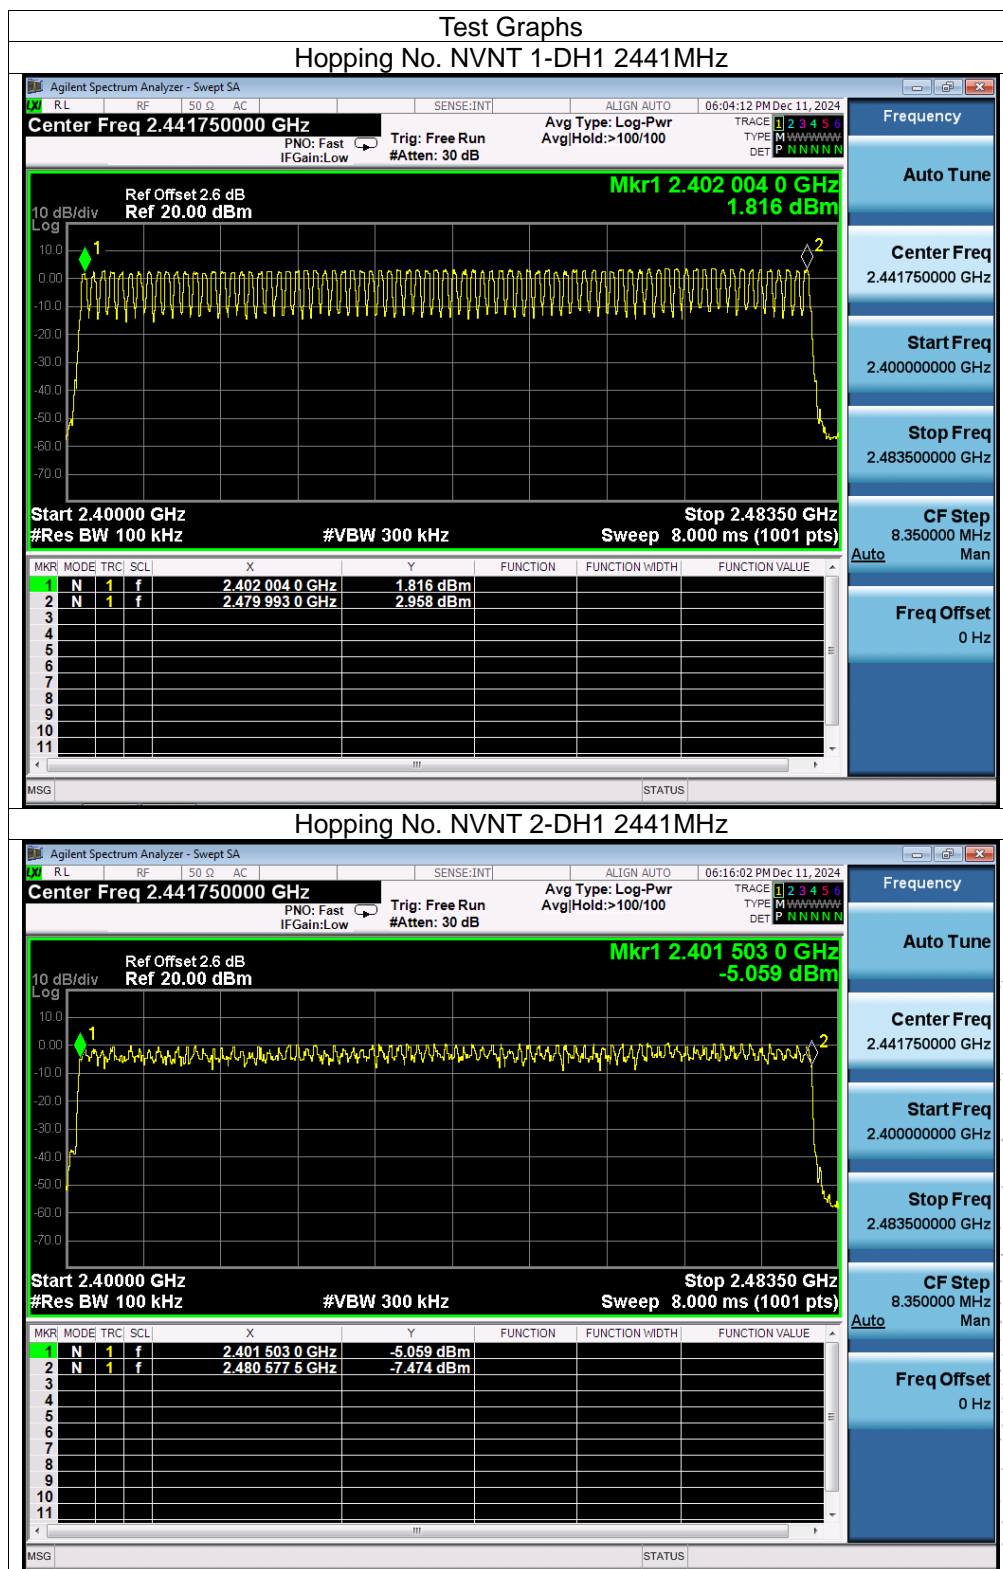 Test Graphs
Hopping No. NVNT 1-DH1 2441MHz
Agilent Spectrum Analyzer - Swept SA
LXI RL RF 50 Ω AC SENSE:INT ALIGN AUTO 06:04:12 PM Dec 11, 2024
Center Freq 2.441750000 GHz
PNO: Fast
IFGain:Low
Trig: Free Run
#Atten: 30 dB
Avg Type: Log-Pwr
Avg|Hold:>100/100
TRACE 1 2 3 4 5 6
TYPE M WWWWW
DET P N N N N N
Ref Offset 2.6 dB
Ref 20.00 dBm
10 dB/div
Log
Mkr1 2.402 004 0 GHz
1.816 dBm
1
2
10.0
0.00
-10.0
-20.0
-30.0
-40.0
-50.0
-60.0
-70.0
Start 2.40000 GHz
Stop 2.48350 GHz
#Res BW 100 kHz
#VBW 300 kHz
Sweep 8.000 ms (1001 pts)
MKR MODE TRC SCL X Y FUNCTION FUNCTION WIDTH FUNCTION VALUE
1 N 1 f 2.402 004 0 GHz 1.816 dBm
2 N 1 f 2.479 993 0 GHz 2.958 dBm
3
4
5
6
7
8
9
10
11
MSG
STATUS
Frequency
Auto Tune
Center Freq
2.441750000 GHz
Start Freq
2.400000000 GHz
Stop Freq
2.483500000 GHz
CF Step
8.350000 MHz
Auto Man
Freq Offset
0 Hz
Hopping No. NVNT 2-DH1 2441MHz
Agilent Spectrum Analyzer - Swept SA
LXI RL RF 50 Ω AC SENSE:INT ALIGN AUTO 06:16:02 PM Dec 11, 2024
Center Freq 2.441750000 GHz
PNO: Fast
IFGain:Low
Trig: Free Run
#Atten: 30 dB
Avg Type: Log-Pwr
Avg|Hold:>100/100
TRACE 1 2 3 4 5 6
TYPE M WWWWW
DET P N N N N N
Ref Offset 2.6 dB
Ref 20.00 dBm
10 dB/div
Log
Mkr1 2.401 503 0 GHz
-5.059 dBm
1
2
10.0
0.00
-10.0
-20.0
-30.0
-40.0
-50.0
-60.0
-70.0
Start 2.40000 GHz
Stop 2.48350 GHz
#Res BW 100 kHz
#VBW 300 kHz
Sweep 8.000 ms (1001 pts)
MKR MODE TRC SCL X Y FUNCTION FUNCTION WIDTH FUNCTION VALUE
1 N 1 f 2.401 503 0 GHz -5.059 dBm
2 N 1 f 2.480 577 5 GHz -7.474 dBm
3
4
5
6
7
8
9
10
11
MSG
STATUS
Frequency
Auto Tune
Center Freq
2.441750000 GHz
Start Freq
2.400000000 GHz
Stop Freq
2.483500000 GHz
CF Step
8.350000 MHz
Auto Man
Freq Offset
0 Hz